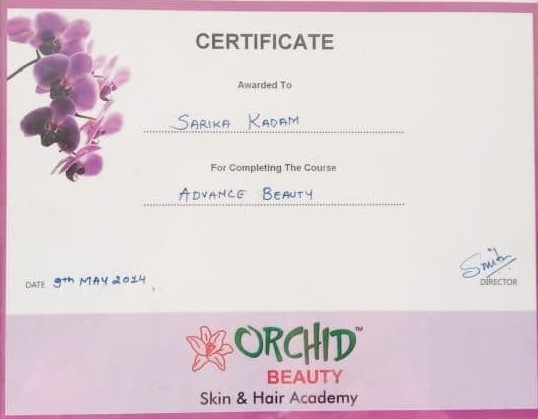 CERTIFICATE
Awarded To
SARIKA KADAM
For Completing The Course
ADVANCE BEAUTY
DATE 9th MAY 2014
Smita
DIRECTOR
ORCHID™
BEAUTY
Skin & Hair Academy